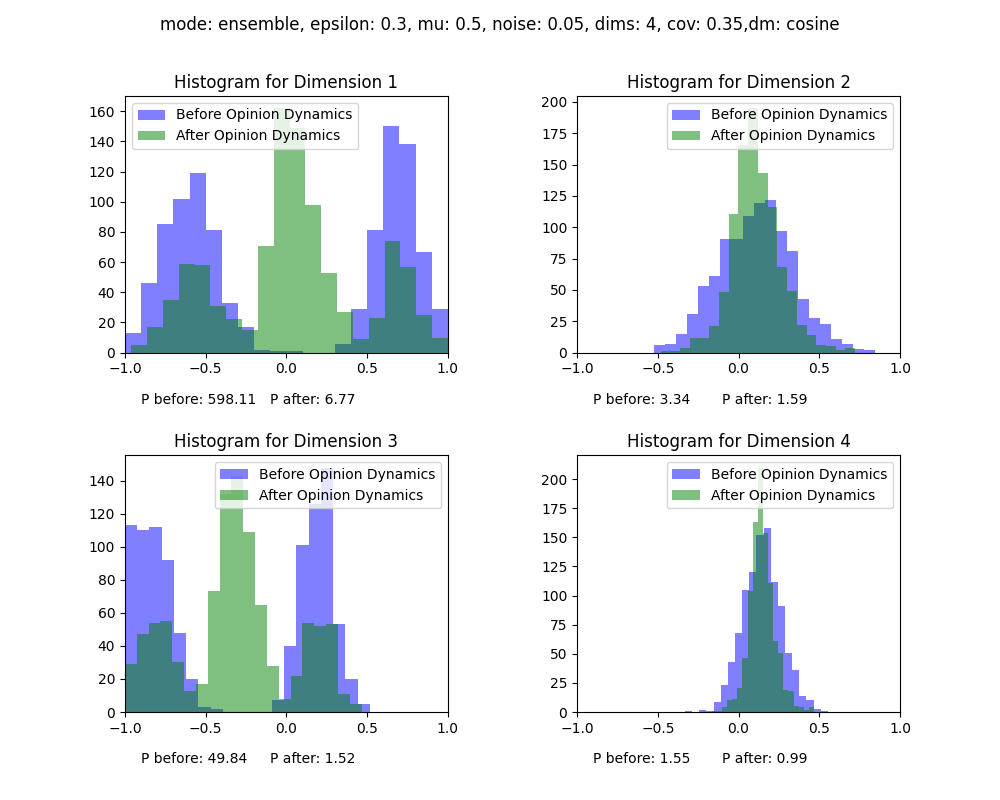 mode: ensemble, epsilon: 0.3, mu: 0.5, noise: 0.05, dims: 4, cov: 0.35,dm: cosine
Histogram for Dimension 1
Before Opinion Dynamics
After Opinion Dynamics
160
140
120
100
80
60
40
20
0
−1.0 −0.5 0.0 0.5 1.0
P before: 598.11 P after: 6.77
Histogram for Dimension 2
Before Opinion Dynamics
After Opinion Dynamics
200
175
150
125
100
75
50
25
0
−1.0 −0.5 0.0 0.5 1.0
P before: 3.34 P after: 1.59
Histogram for Dimension 3
Before Opinion Dynamics
After Opinion Dynamics
140
120
100
80
60
40
20
0
−1.0 −0.5 0.0 0.5 1.0
P before: 49.84 P after: 1.52
Histogram for Dimension 4
Before Opinion Dynamics
After Opinion Dynamics
200
175
150
125
100
75
50
25
0
−1.0 −0.5 0.0 0.5 1.0
P before: 1.55 P after: 0.99